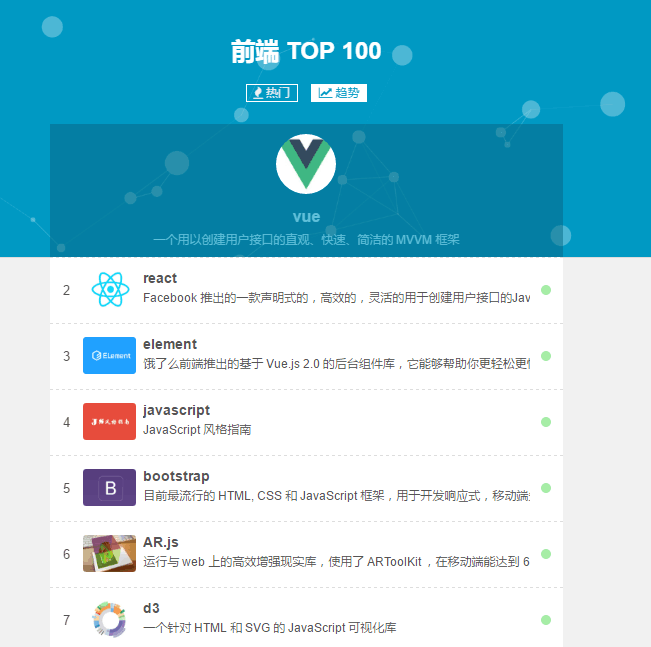 前端 TOP 100
热门 趋势
vue
一个用以创建用户接口的直观、快速、简洁的 MVVM 框架
2
react
Facebook 推出的一款声明式的，高效的，灵活的用于创建用户接口的Jav
3
ELement
element
饿了么前端推出的基于 Vue.js 2.0 的后台组件库，它能够帮助你更轻松更
4
javascript
JavaScript 风格指南
5
B
bootstrap
目前最流行的 HTML, CSS 和 JavaScript 框架，用于开发响应式，移动端
6
AR.js
运行与 web 上的高效增强现实库，使用了 ARToolKit ，在移动端能达到 6
7
d3
一个针对 HTML 和 SVG 的 JavaScript 可视化库